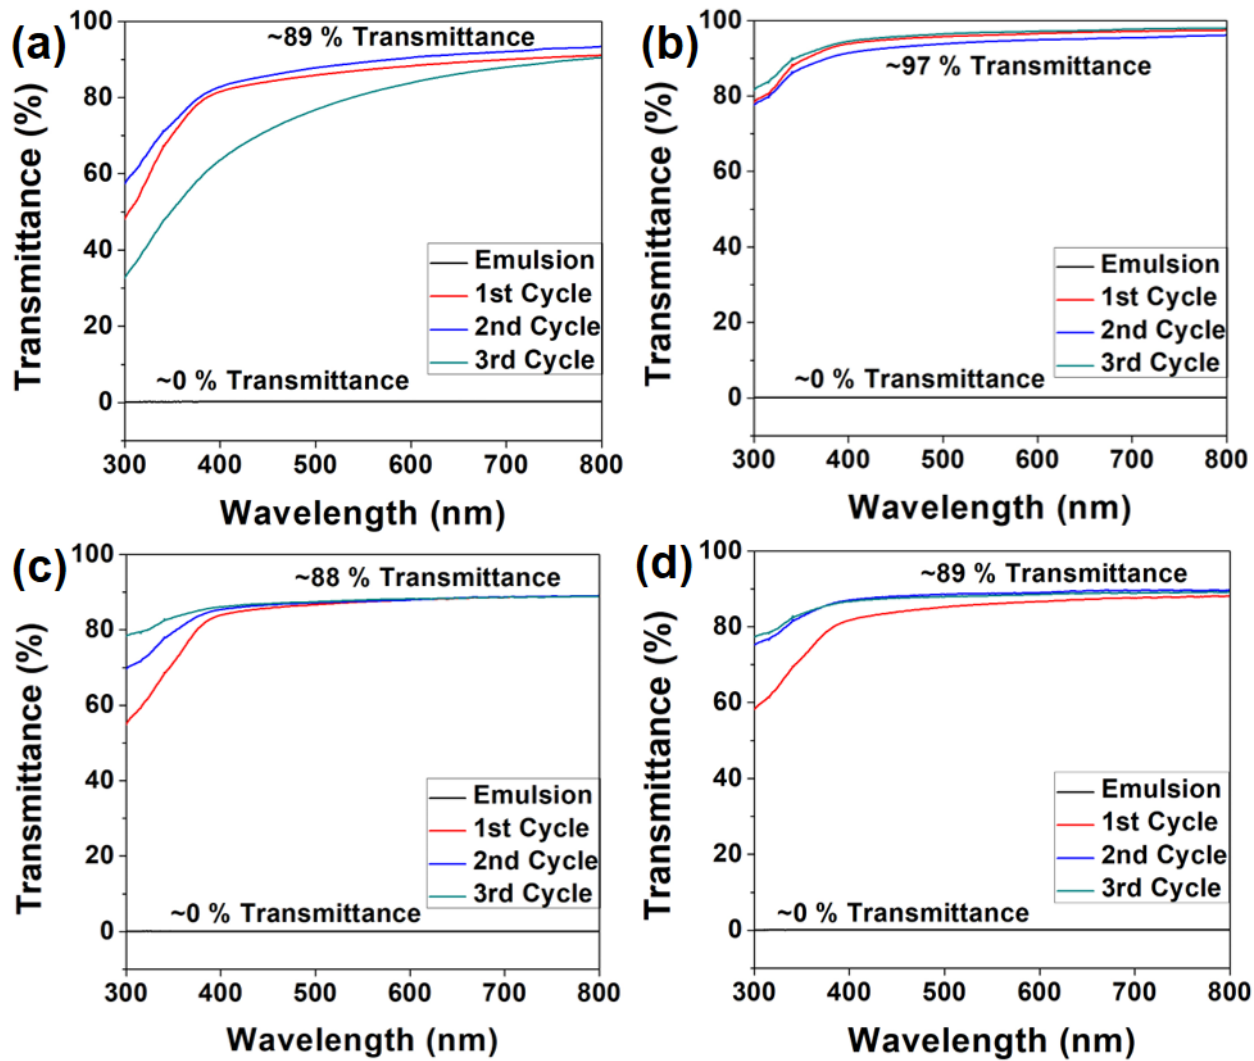 (a)
~89 % Transmittance
Transmittance (%)
100
80
60
40
20
0
Emulsion
1st Cycle
2nd Cycle
3rd Cycle
~0 % Transmittance
300 400 500 600 700 800
Wavelength (nm)
(b)
~97 % Transmittance
Transmittance (%)
100
80
60
40
20
0
Emulsion
1st Cycle
2nd Cycle
3rd Cycle
~0 % Transmittance
300 400 500 600 700 800
Wavelength (nm)
(c)
~88 % Transmittance
Transmittance (%)
100
80
60
40
20
0
Emulsion
1st Cycle
2nd Cycle
3rd Cycle
~0 % Transmittance
300 400 500 600 700 800
Wavelength (nm)
(d)
~89 % Transmittance
Transmittance (%)
100
80
60
40
20
0
Emulsion
1st Cycle
2nd Cycle
3rd Cycle
~0 % Transmittance
300 400 500 600 700 800
Wavelength (nm)